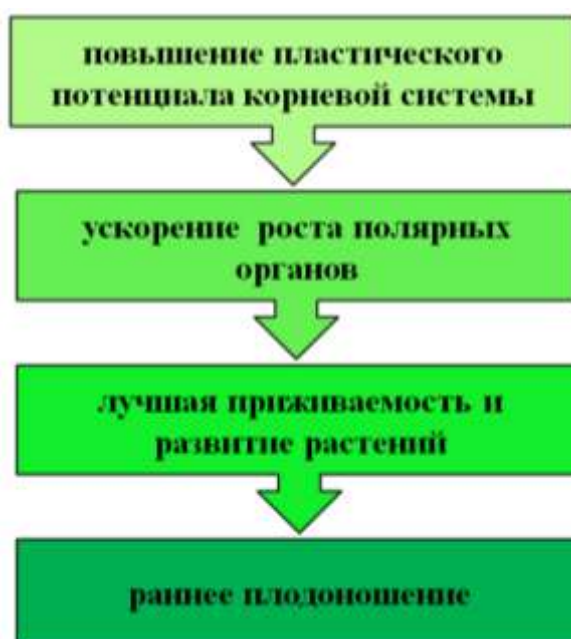 повышение пластического
потенциала корневой системы
ускорение роста полярных
органов
лучшая приживаемость и
развитие растений
раннее плодоношение